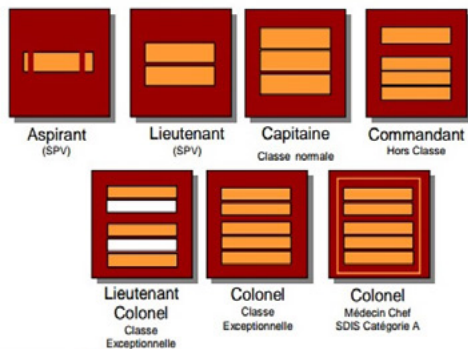 Aspirant
(SPV)
Lieutenant
(SPV)
Capitaine
Classe normale
Commandant
Hors Classe
Lieutenant
Colonel
Classe
Exceptionnelle
Colonel
Classe
Exceptionnelle
Colonel
Médecin Chef
SDIS Catégorie A